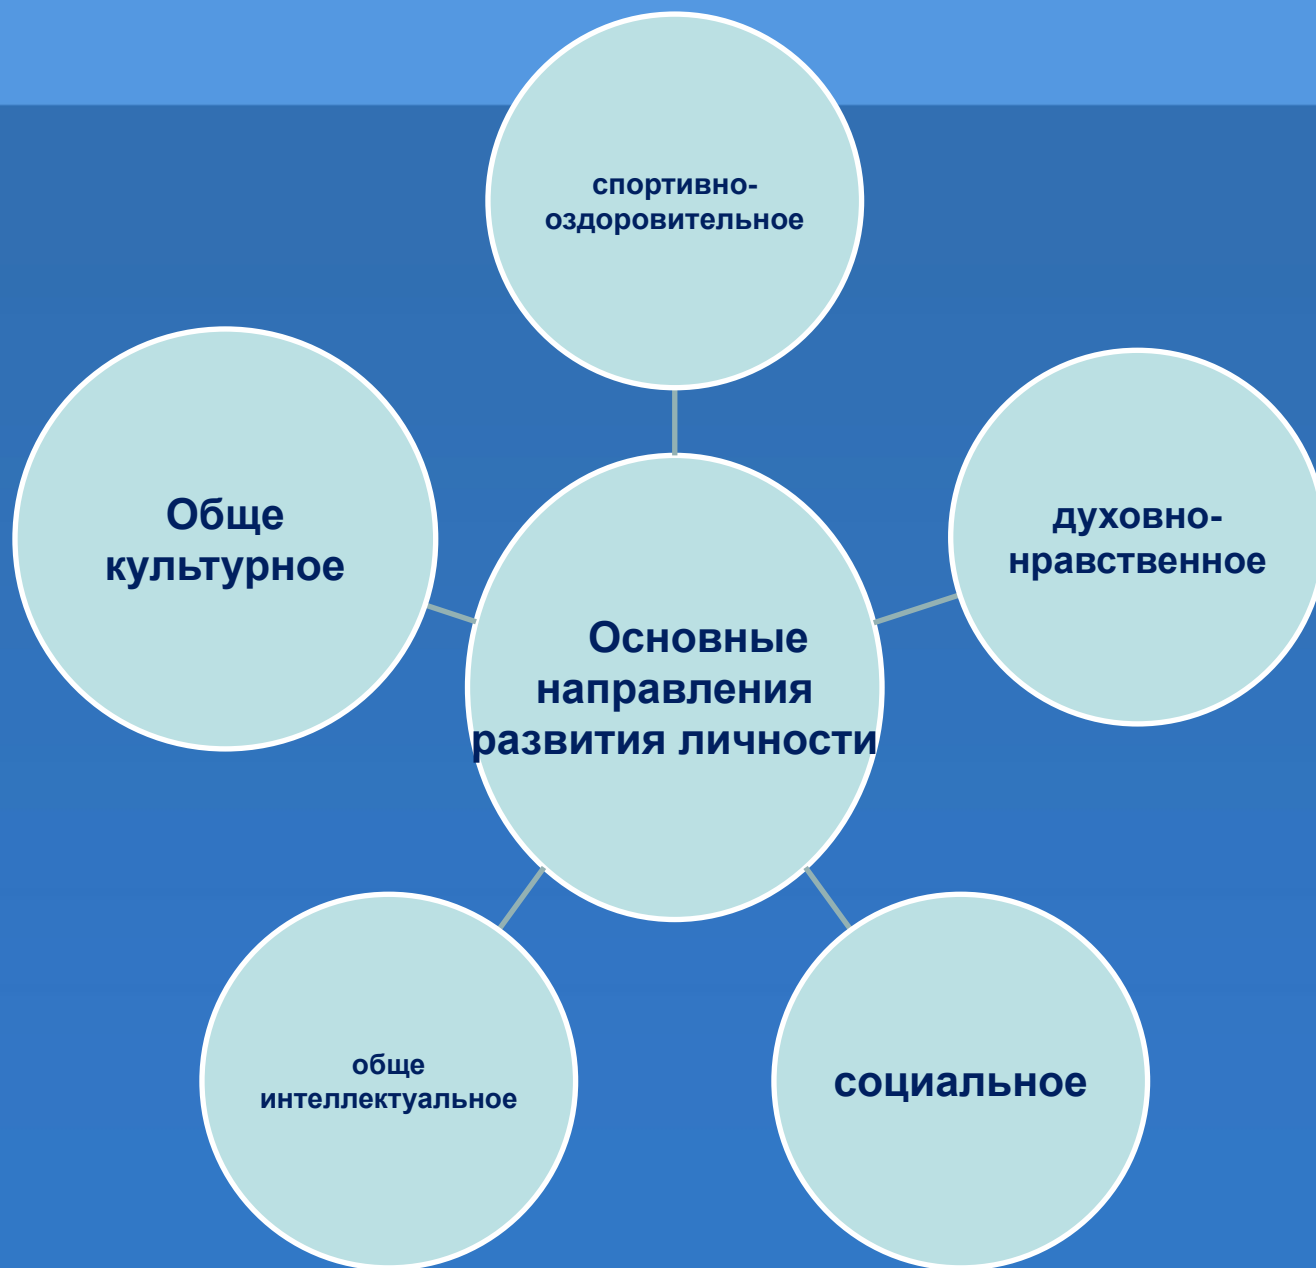 спортивно-
оздоровительное
Обще
культурное
духовно-
нравственное
Основные
направления
развития личности
обще
интеллектуальное
социальное